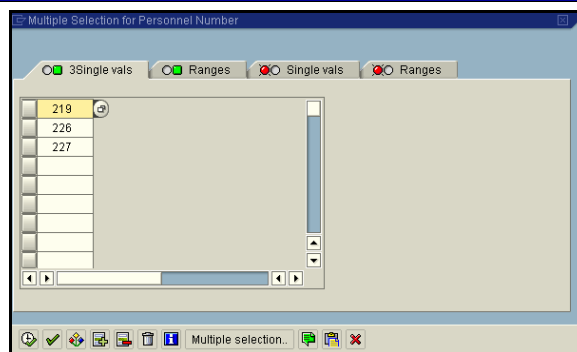 Multiple Selection for Personnel Number
3Single vals Ranges Single vals Ranges
219
226
227
Multiple selection..